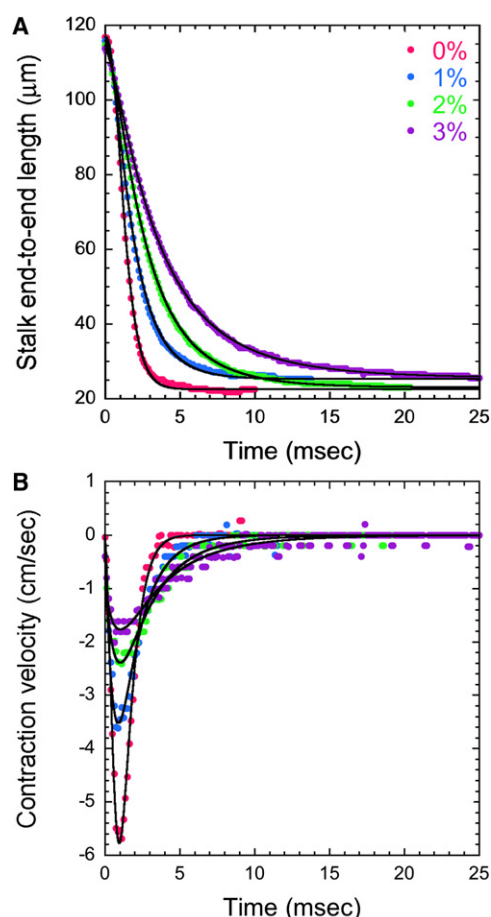 A
120
100
80
60
40
20
Stalk end-to-end length (μm)
0%
1%
2%
3%
0 5 10 15 20 25
Time (msec)
B
1
0
-1
-2
-3
-4
-5
-6
Contraction velocity (cm/sec)
0 5 10 15 20 25
Time (msec)